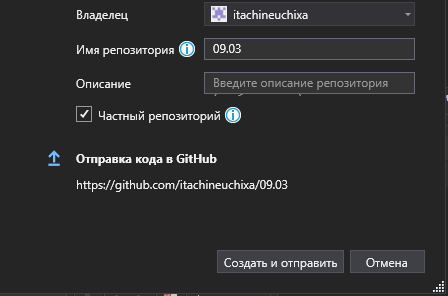 Владелец
itachineuchixa
Имя репозитория
09.03
Описание
Введите описание репозитория
Частный репозиторий
Отправка кода в GitHub
https://github.com/itachineuchixa/09.03
Создать и отправить
Отмена